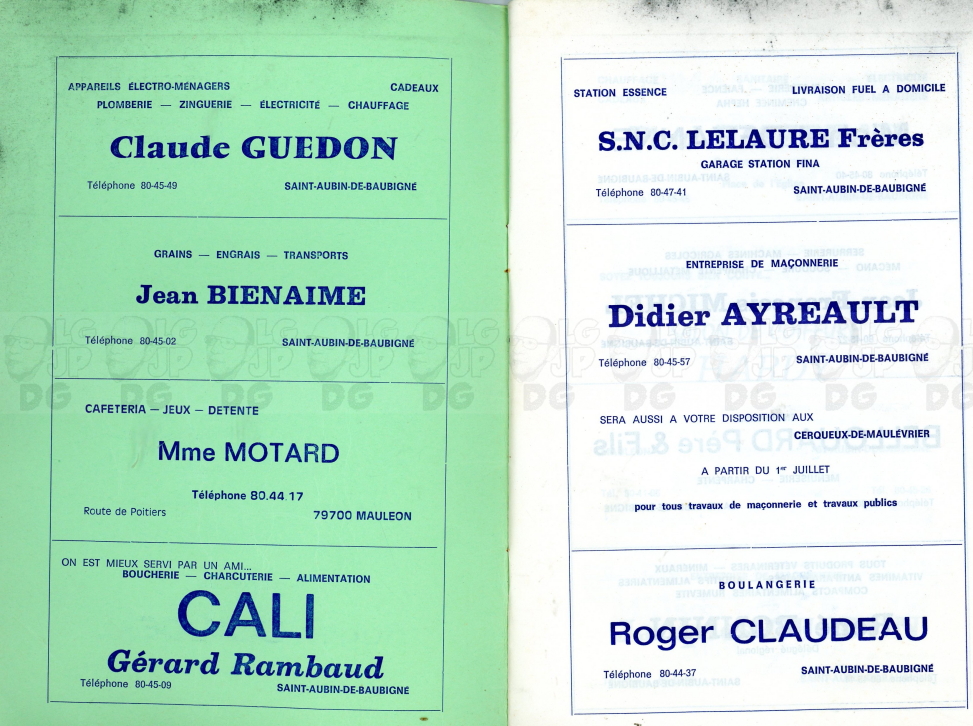 APPAREILS ÉLECTRO-MÉNAGERS CADEAUX
PLOMBERIE — ZINGUERIE — ÉLECTRICITÉ — CHAUFFAGE
Claude GUEDON
Téléphone 80-45-49 SAINT-AUBIN-DE-BAUBIGNÉ
GRAINS — ENGRAIS — TRANSPORTS
Jean BIENAIME
Téléphone 80-45-02 SAINT-AUBIN-DE-BAUBIGNÉ
CAFETERIA — JEUX — DETENTE
Mme MOTARD
Téléphone 80.44 17
Route de Poitiers 79700 MAULEON
ON EST MIEUX SERVI PAR UN AMI...
BOUCHERIE — CHARCUTERIE — ALIMENTATION
CALI
Gérard Rambaud
Téléphone 80-45-09 SAINT-AUBIN-DE-BAUBIGNÉ
STATION ESSENCE LIVRAISON FUEL A DOMICILE
S.N.C. LELAURE Frères
GARAGE STATION FINA
Téléphone 80-47-41 SAINT-AUBIN-DE-BAUBIGNÉ
ENTREPRISE DE MAÇONNERIE
Didier AYREAULT
Téléphone 80-45-57 SAINT-AUBIN-DE-BAUBIGNÉ
SERA AUSSI A VOTRE DISPOSITION AUX
CERQUEUX-DE-MAULÉVRIER
A PARTIR DU 1er JUILLET
pour tous travaux de maçonnerie et travaux publics
BOULANGERIE
Roger CLAUDEAU
Téléphone 80-44-37 SAINT-AUBIN-DE-BAUBIGNÉ